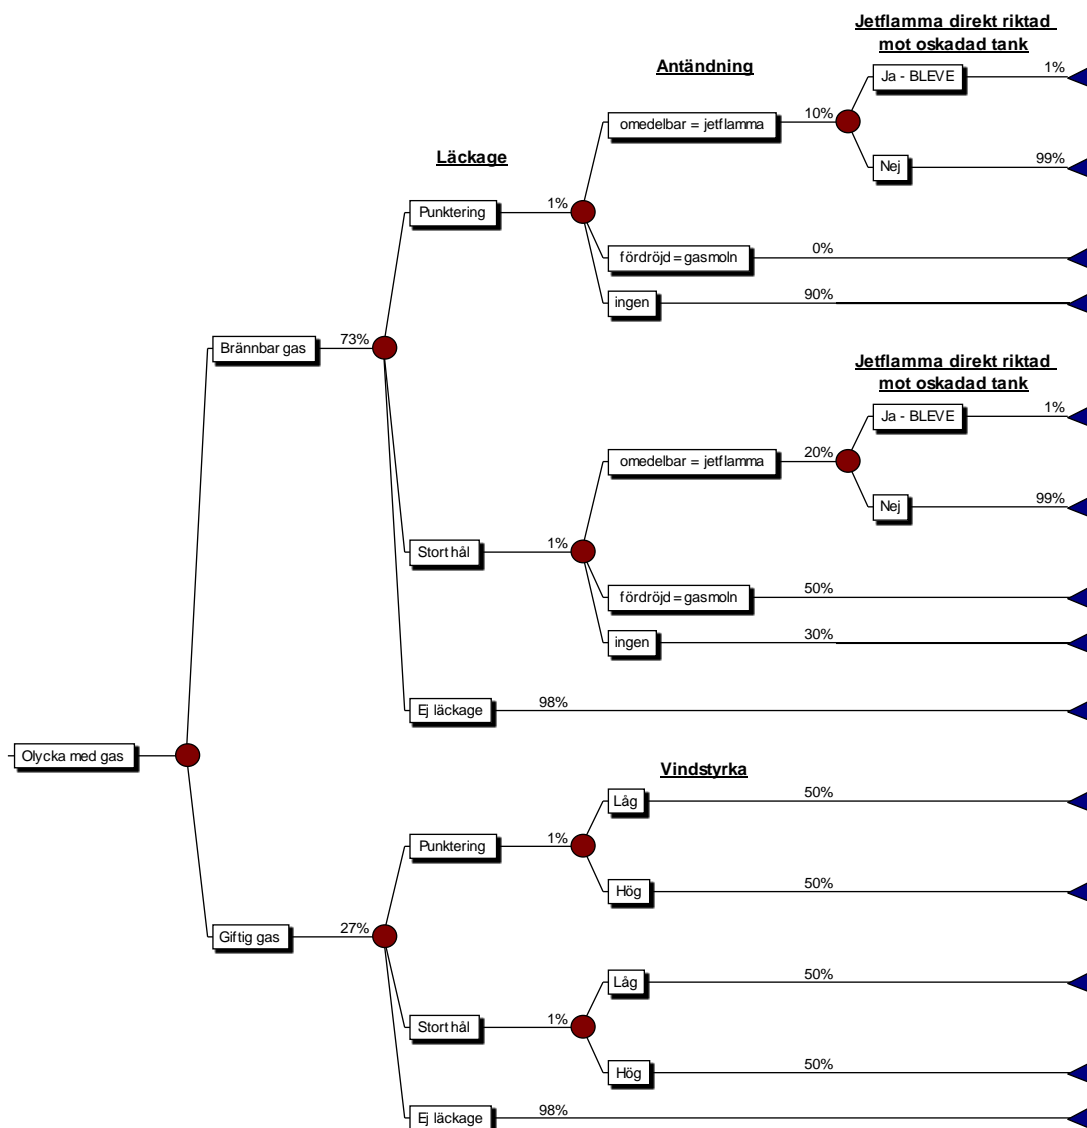 Jetflamma direkt riktad
mot oskadad tank
Antändning
Ja - BLEVE 1%
omedelbar = jetflamma 10%
Läckage
Nej 99%
Punktering 1%
fördröjd = gasmoln 0%
ingen 90%
Brännbar gas 73%
Jetflamma direkt riktad
mot oskadad tank
Ja - BLEVE 1%
omedelbar = jetflamma 20%
Nej 99%
Stort hål 1%
fördröjd = gasmoln 50%
ingen 30%
Ej läckage 98%
Olycka med gas
Vindstyrka
Låg 50%
Punktering 1%
Hög 50%
Giftig gas 27%
Låg 50%
Stort hål 1%
Hög 50%
Ej läckage 98%